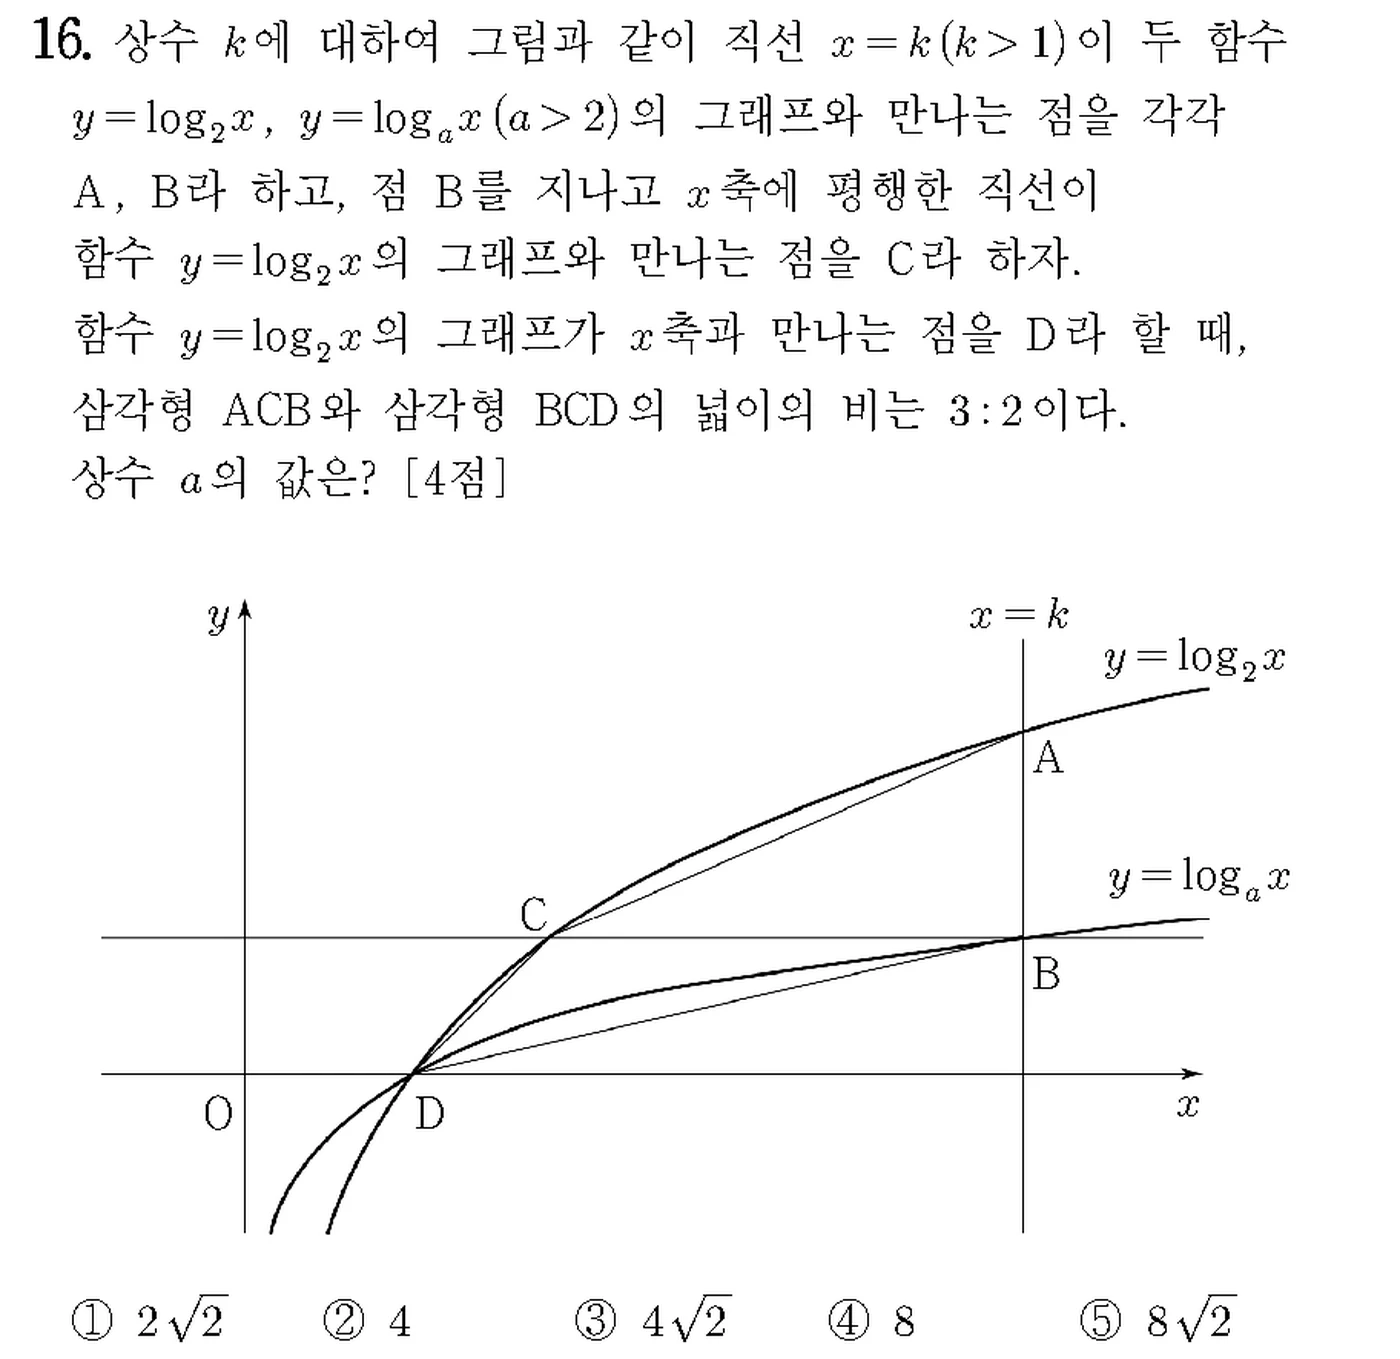 16. 상수 k에 대하여 그림과 같이 직선 x=k(k>1)이 두 함수
y=log₂x, y=logₐx(a>2)의 그래프와 만나는 점을 각각
A, B라 하고, 점 B를 지나고 x축에 평행한 직선이
함수 y=log₂x의 그래프와 만나는 점을 C라 하자.
함수 y=log₂x의 그래프가 x축과 만나는 점을 D라 할 때,
삼각형 ACB와 삼각형 BCD의 넓이의 비는 3:2이다.
상수 a의 값은? [4점]
y
x=k
y=log₂x
A
y=logₐx
C
B
O
D
x
① 2√2 ② 4 ③ 4√2 ④ 8 ⑤ 8√2